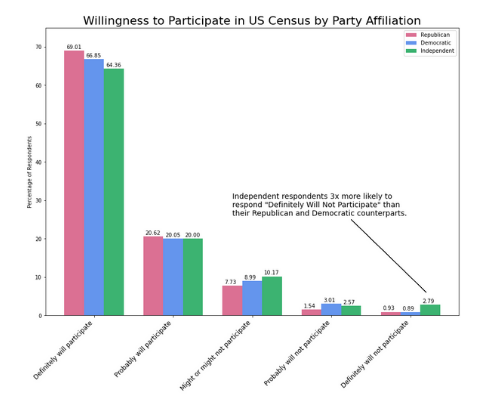 Willingness to Participate in US Census by Party Affiliation
Republican
Democratic
Independent
Percentage of Respondents
70
60
50
40
30
20
10
0
69.01
66.85
64.36
20.62
20.05
20.09
7.73
8.99
10.17
1.54
3.01
2.57
0.93
0.89
2.79
Independent respondents 3x more likely to
respond "Definitely Will Not Participate" than
their Republican and Democratic counterparts.
Definitely will participate
Probably will participate
Might or might not participate
Probably will not participate
Definitely will not participate